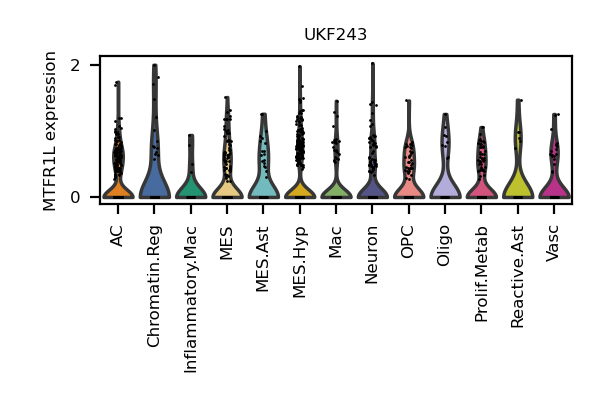 UKF243
MTFR1L expression
2
0
AC
Chromatin.Reg
Inflammatory.Mac
MES
MES.Ast
MES.Hyp
Mac
Neuron
OPC
Oligo
Prolif.Metab
Reactive.Ast
Vasc